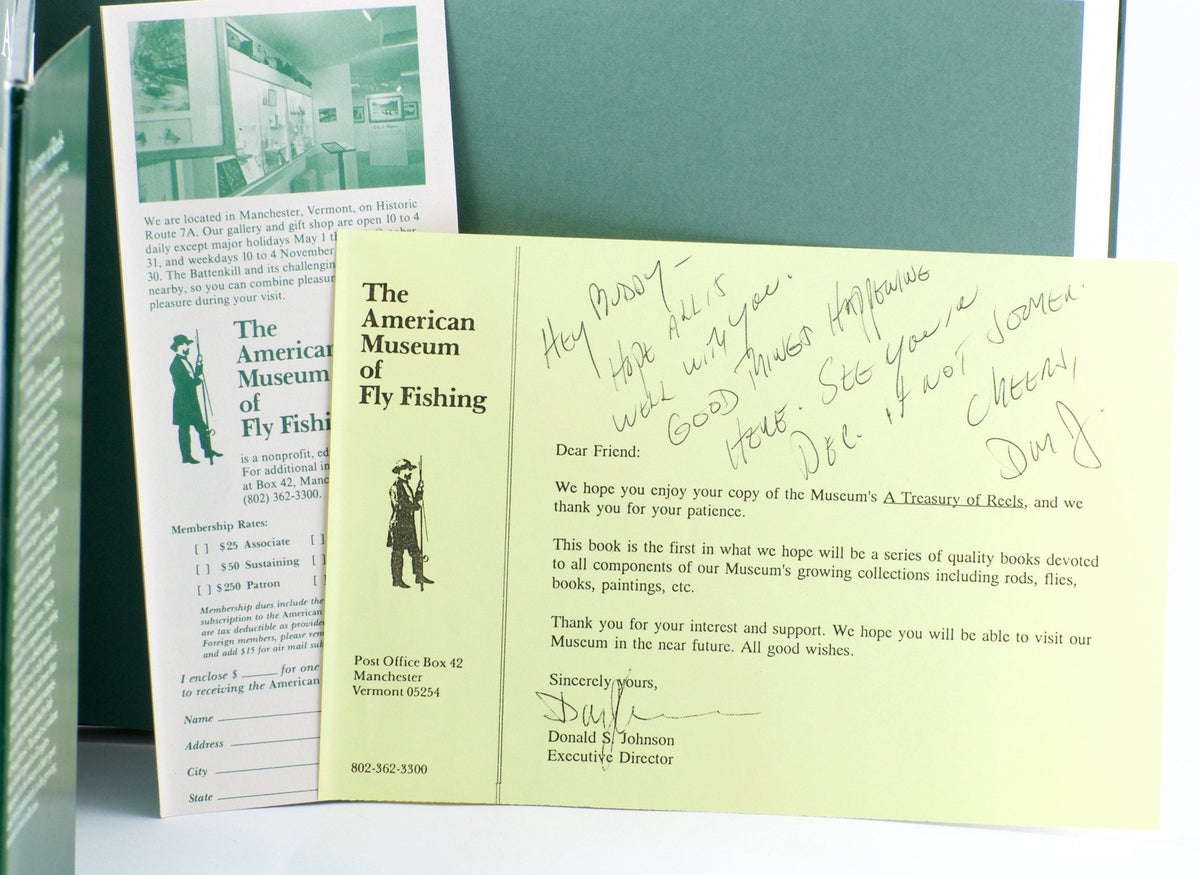 We are located in Manchester, Vermont, on Historic
Route 7A. Our gallery and gift shop are open 10 to 4
daily except major holidays May 1
31, and weekdays 10 to 4 November
30. The Battenkill and its
nearby, so you can combine
pleasure during your visit.
The
American
Museum
of
Fly
is a nonprofit,
For additional
at Box 42,
(802) 362-3300.
Membership Rates:
[ ] $25 Associate [ ]
[ ] $50 Sustaining [
[ ] $250 Patron [
Membership dues include the
subscription to the American
are tax deductible as
Foreign members, please
and add $15 for air mail
I enclose $ ______ for one
to receiving the American
Name
Address
City
State
The
American
Museum
of
Fly Fishing
Post Office Box 42
Manchester
Vermont 05254
802-362-3300
HEY BUDDY-
HOPE ALL IS
WELL WITH YOU.
GOOD THINGS HAPPENING
HERE. SEE YOU IN
DEC. IF NOT SOONER.
CHEERS,
Don J.
Dear Friend:
We hope you enjoy your copy of the Museum's A Treasury of Reels, and we
thank you for your patience.
This book is the first in what we hope will be a series of quality books devoted
to all components of our Museum's growing collections including rods, flies,
books, paintings, etc.
Thank you for your interest and support. We hope you will be able to visit our
Museum in the near future. All good wishes.
Sincerely yours,
Donald S. Johnson
Executive Director